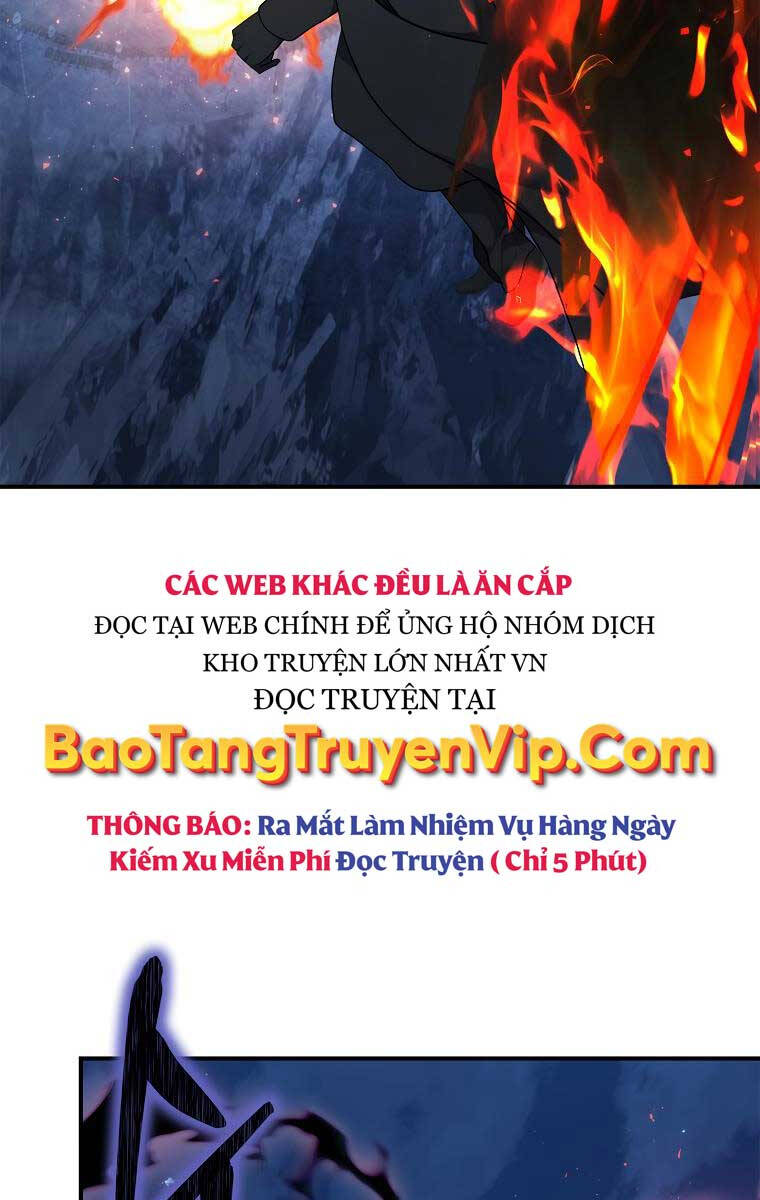 CÁC WEB KHÁC ĐỀU LÀ ĂN CẮP
ĐỌC TẠI WEB CHÍNH ĐỂ ỦNG HỘ NHÓM DỊCH
KHO TRUYỆN LỚN NHẤT VN
ĐỌC TRUYỆN TẠI
BaoTangTruyenVip.Com
THÔNG BÁO: Ra Mắt Làm Nhiệm Vụ Hàng Ngày
Kiếm Xu Miễn Phí Đọc Truyện ( Chỉ 5 Phút)